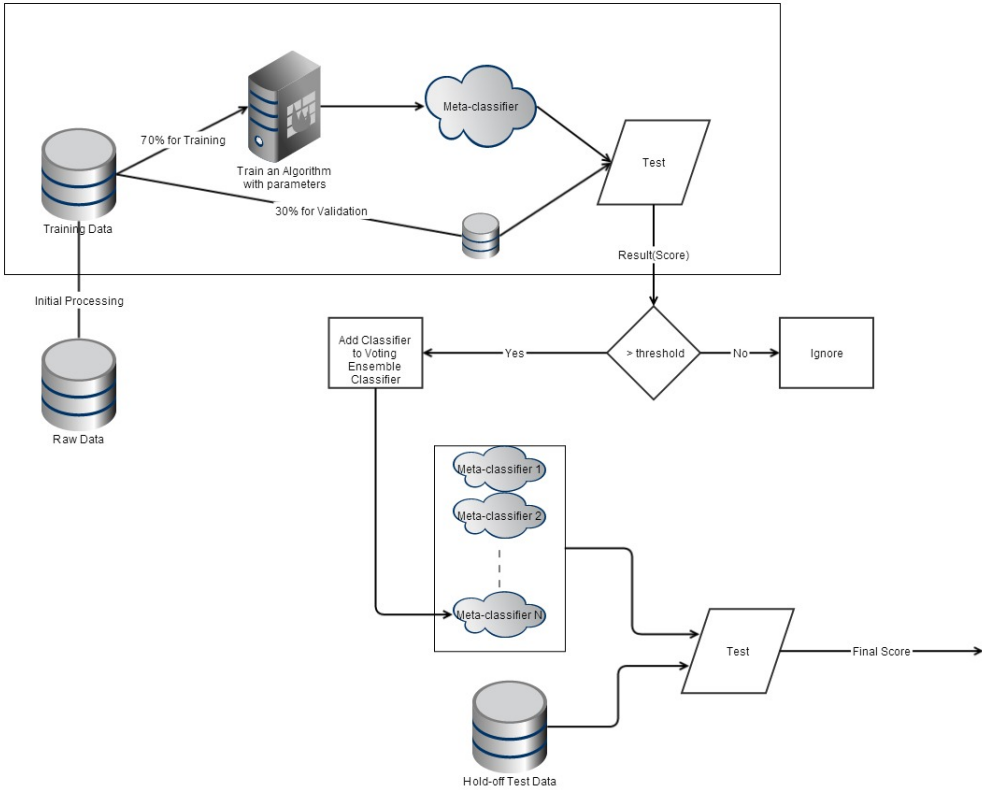 70% for Training
Train an Algorithm
with parameters
Meta-classifier
Test
30% for Validation
Training Data
Result(Score)
Initial Processing
Raw Data
Add Classifier
to Voting
Ensemble
Classifier
Yes
> threshold
No
Ignore
Meta-classifier 1
Meta-classifier 2
Meta-classifier N
Test
Final Score
Hold-off Test Data